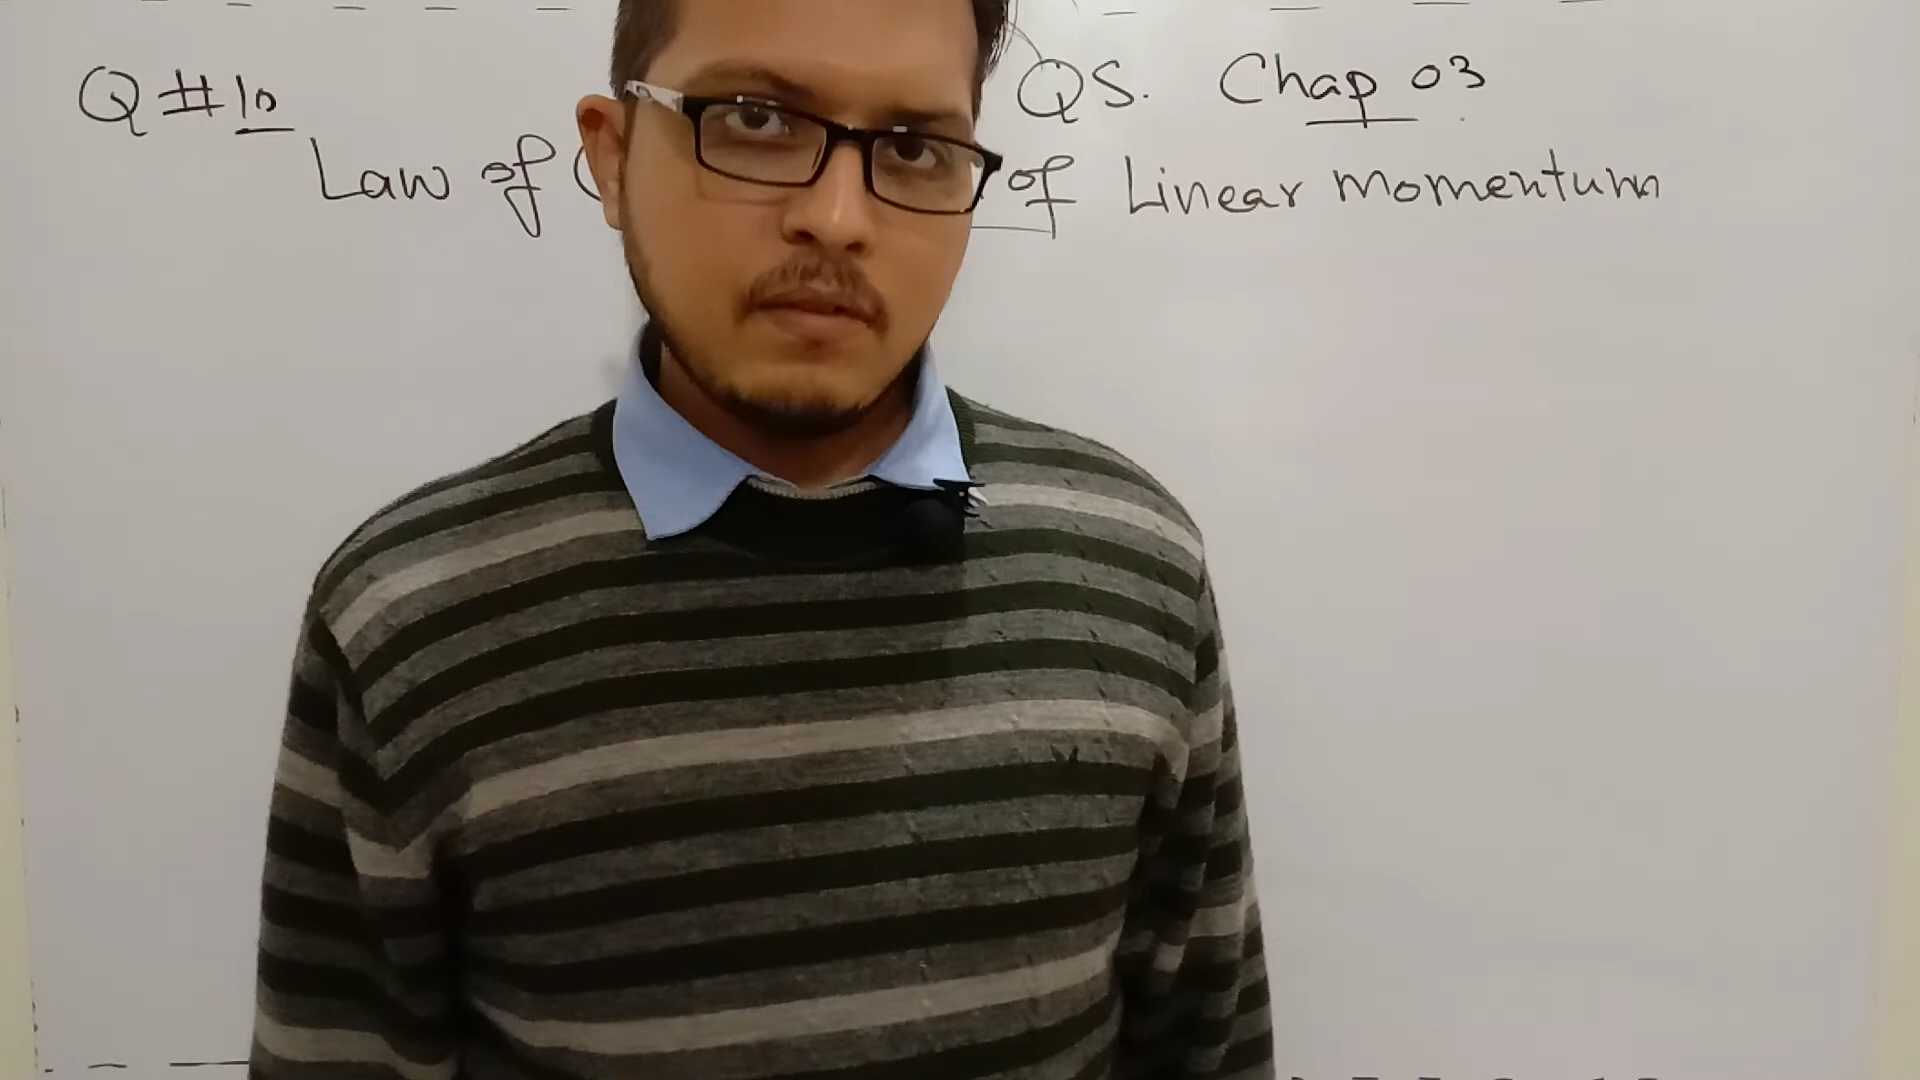 Q #10 QS. Chap 03
Law of of Linear Momentum